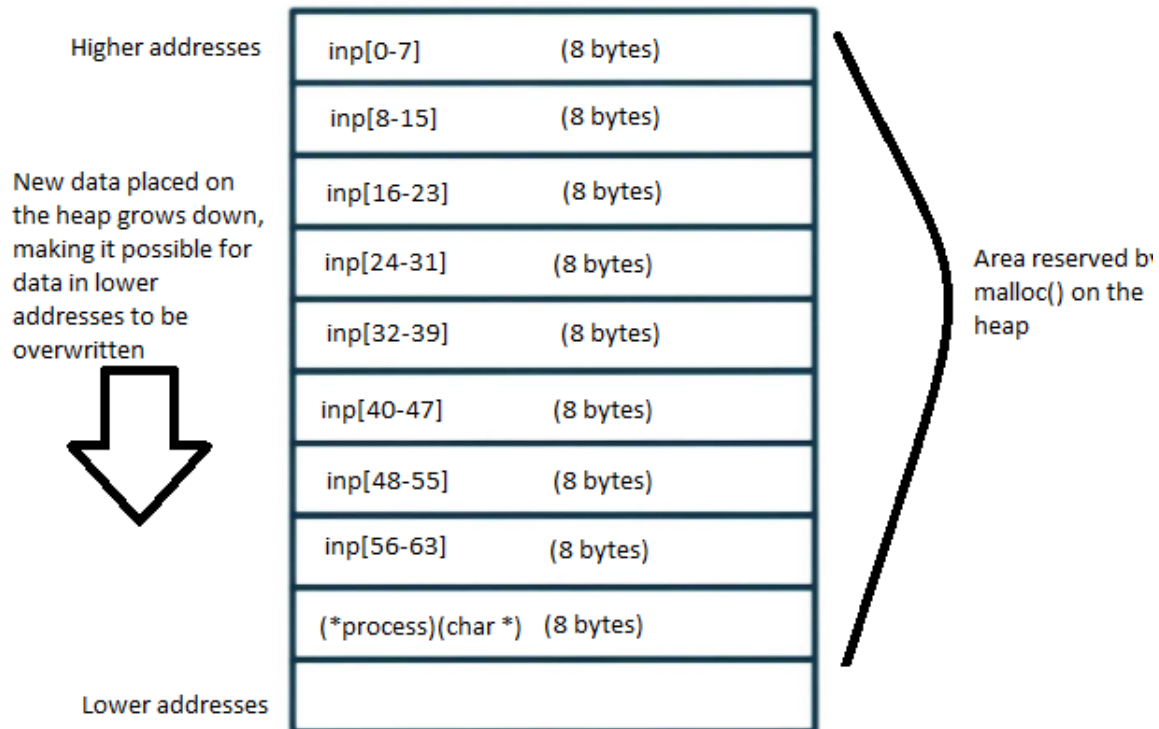 Higher addresses
inp[0-7] (8 bytes)
inp[8-15] (8 bytes)
New data placed on
the heap grows down,
making it possible for
data in lower
addresses to be
overwritten
inp[16-23] (8 bytes)
inp[24-31] (8 bytes)
inp[32-39] (8 bytes)
inp[40-47] (8 bytes)
inp[48-55] (8 bytes)
inp[56-63] (8 bytes)
(*process)(char *) (8 bytes)
Lower addresses
Area reserved by
malloc() on the
heap